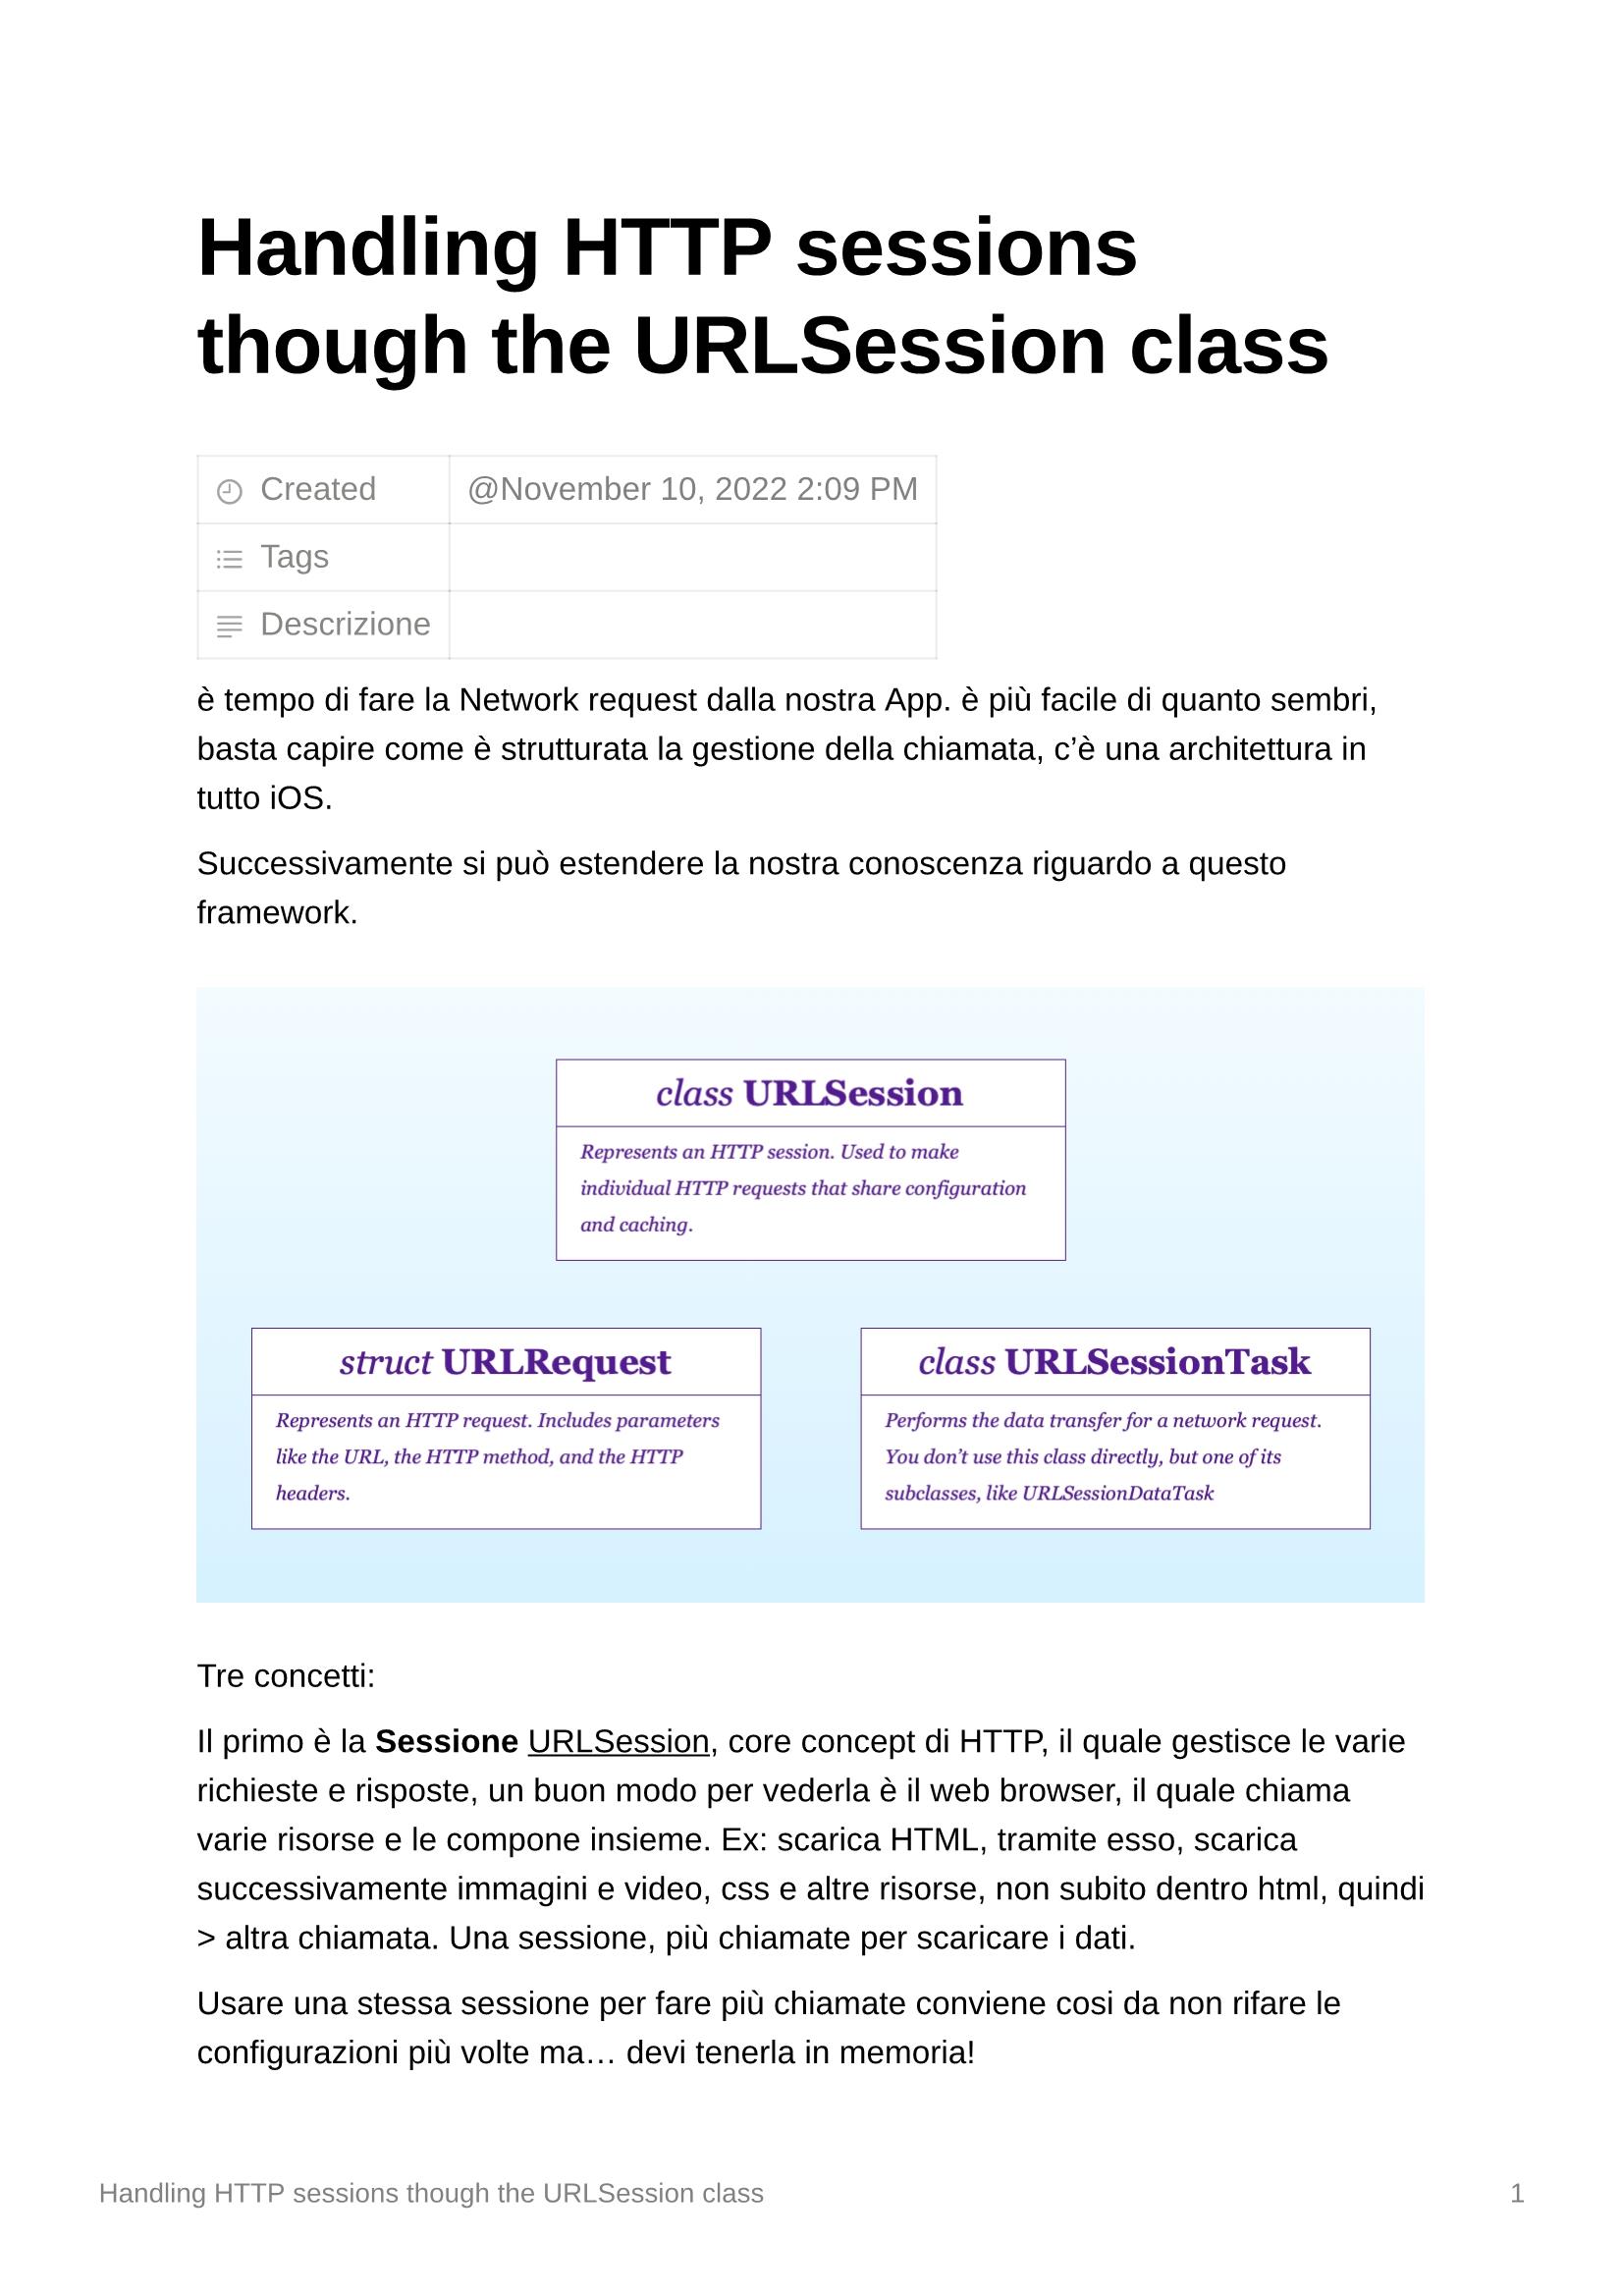 Handling HTTP sessions
though the URLSession class
Created @November 10, 2022 2:09 PM
Tags
Descrizione
è tempo di fare la Network request dalla nostra App. è più facile di quanto sembri,
basta capire come è strutturata la gestione della chiamata, c’è una architettura in
tutto iOS.
Successivamente si può estendere la nostra conoscenza riguardo a questo
framework.
class URLSession
Represents an HTTP session. Used to make
individual HTTP requests that share configuration
and caching.
struct URLRequest
Represents an HTTP request. Includes parameters
like the URL, the HTTP method, and the HTTP
headers.
class URLSessionTask
Performs the data transfer for a network request.
You don’t use this class directly, but one of its
subclasses, like URLSessionDataTask
Tre concetti:
Il primo è la Sessione URLSession, core concept di HTTP, il quale gestisce le varie
richieste e risposte, un buon modo per vederla è il web browser, il quale chiama
varie risorse e le compone insieme. Ex: scarica HTML, tramite esso, scarica
successivamente immagini e video, css e altre risorse, non subito dentro html, quindi
> altra chiamata. Una sessione, più chiamate per scaricare i dati.
Usare una stessa sessione per fare più chiamate conviene cosi da non rifare le
configurazioni più volte ma… devi tenerla in memoria!
Handling HTTP sessions though the URLSession class 1